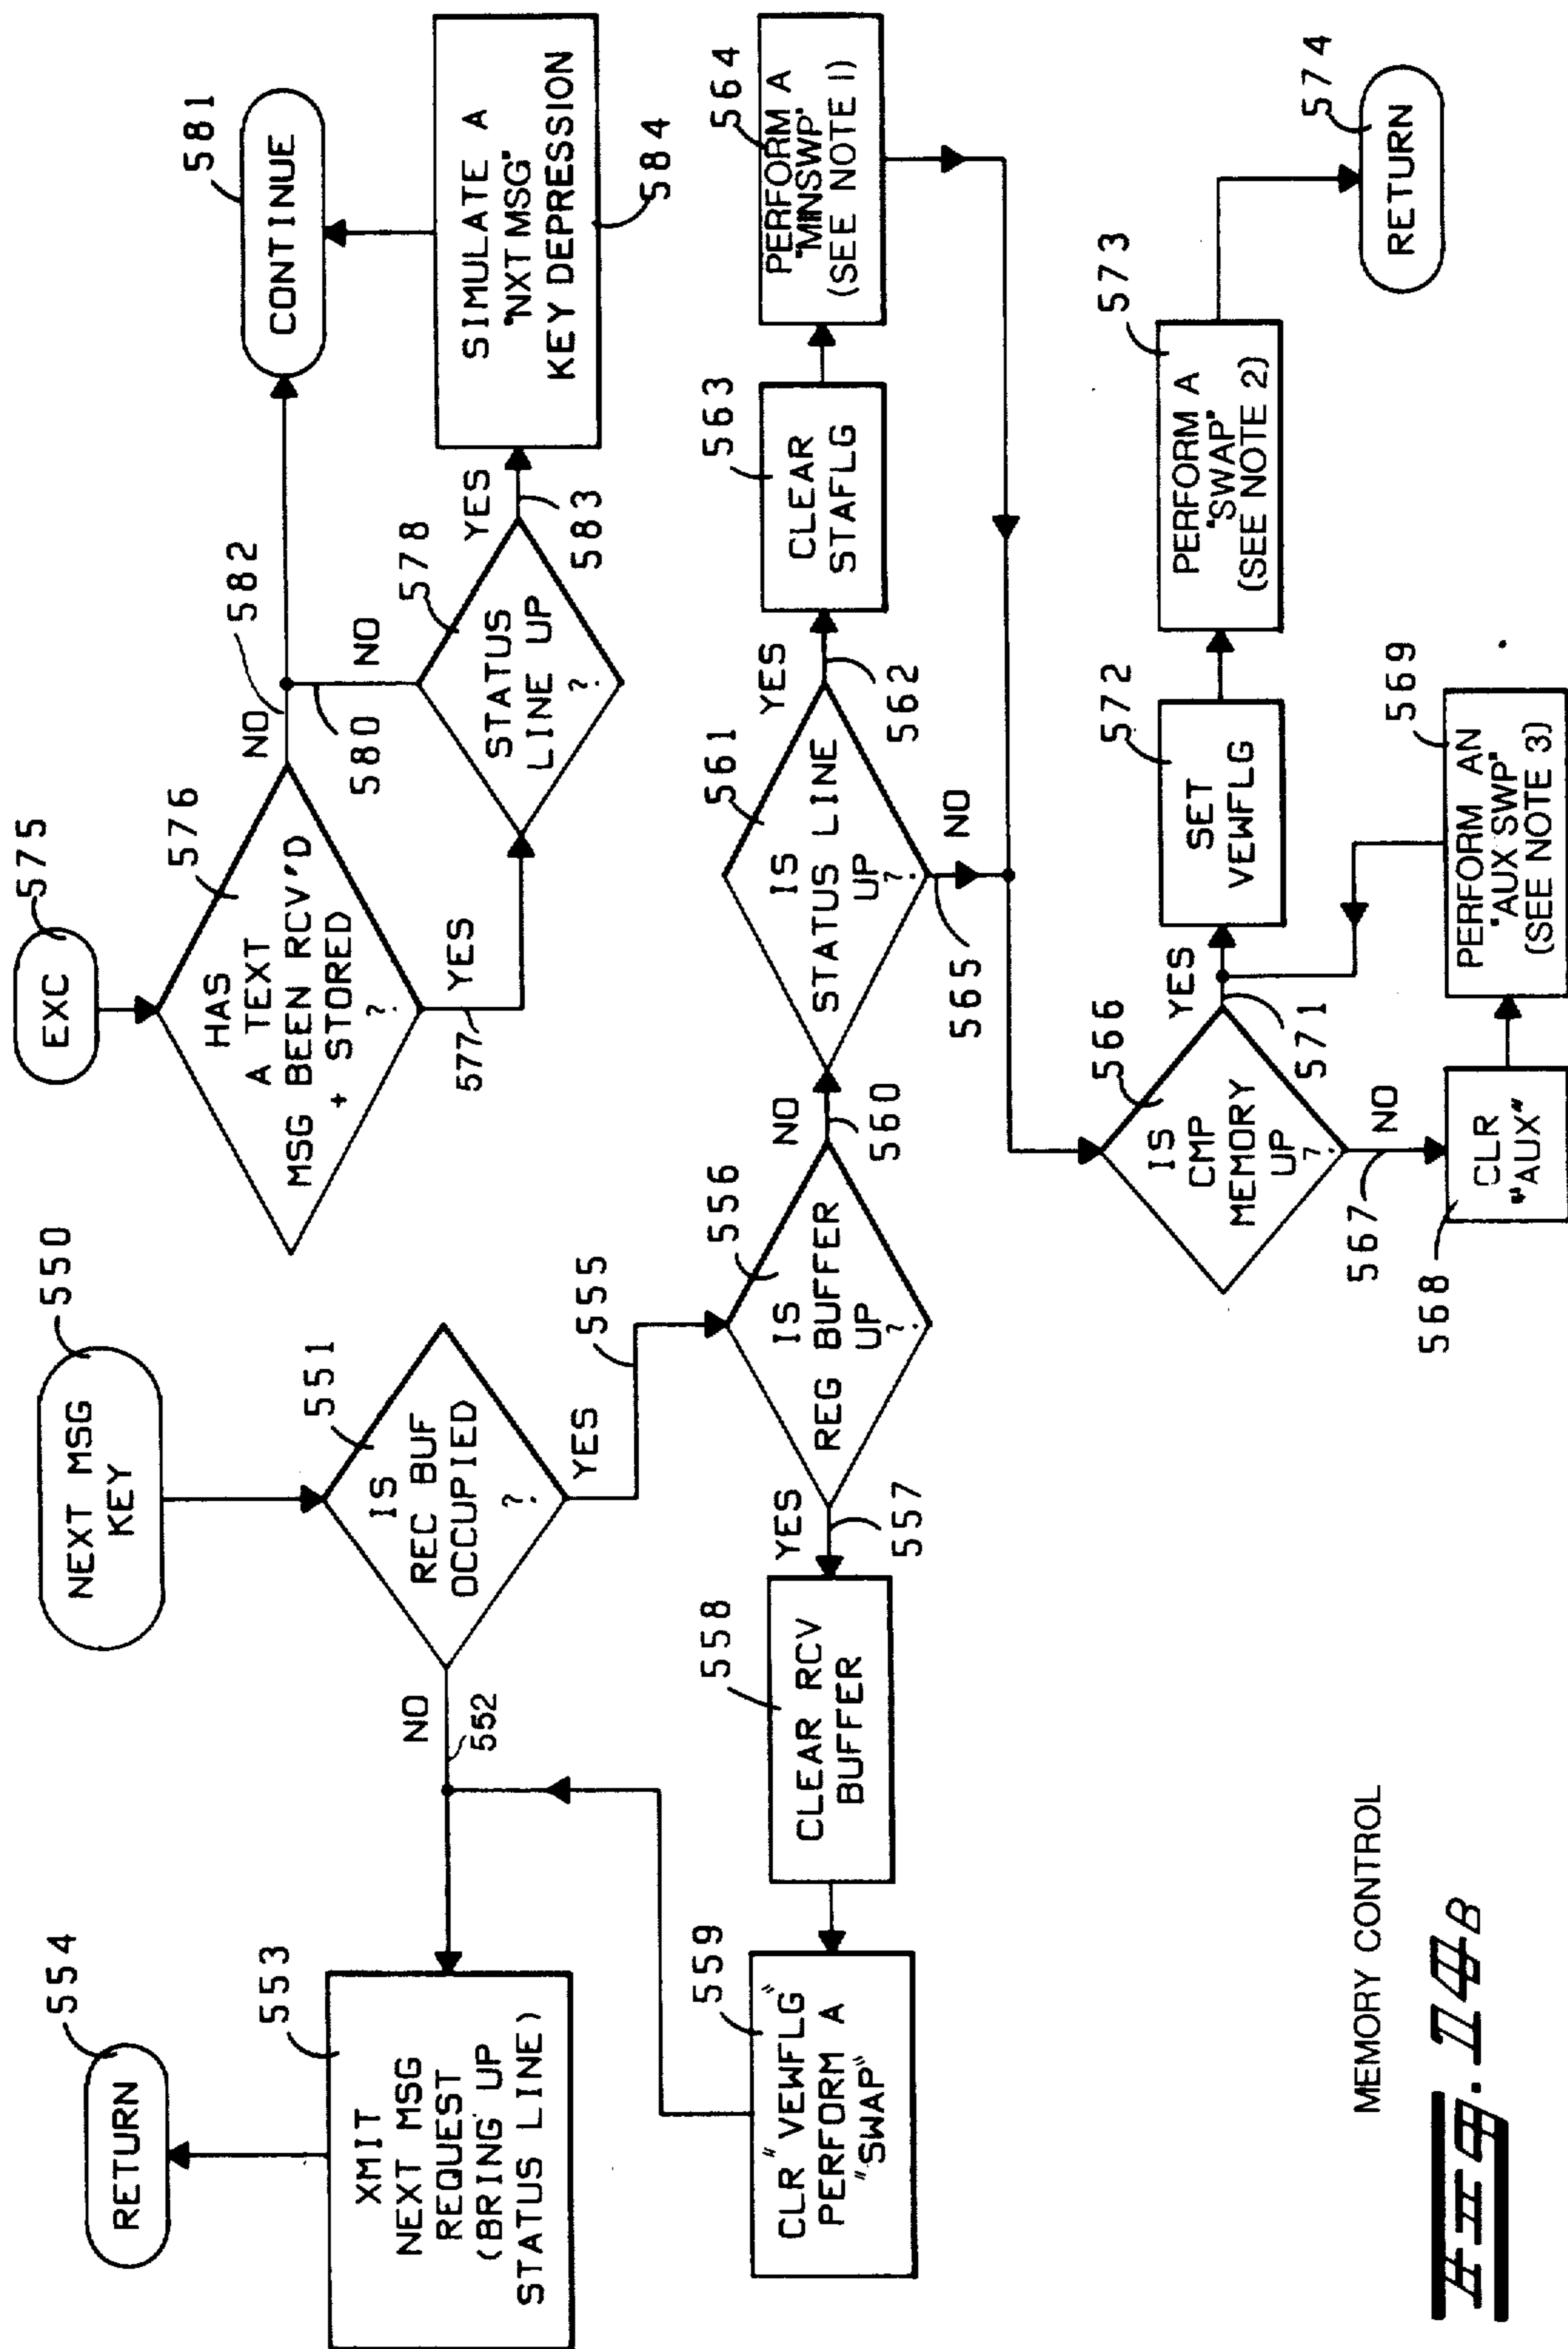 554
RETURN
553
XMIT
NEXT MSG
REQUEST
(BRING UP
STATUS LINE)
NO
552
550
NEXT MSG
KEY
551
IS
REC BUF
OCCUPIED
?
YES
555
575
EXC
576
HAS
A TEXT
MSG BEEN RCV'D
+ STORED
?
YES
577
NO
582
NO
580
578
STATUS
LINE UP
?
YES
583
581
CONTINUE
SIMULATE A
"NXTMSG"
KEY DEPRESSION
584
559
CLR "VEWFLG"
PERFORM A
"SWAP"
558
CLEAR RCV
BUFFER
YES
557
556
IS
REG BUFFER
UP
?
NO
560
561
IS
STATUS LINE
UP
?
YES
562
NO
565
563
CLEAR
STAFLG
564
PERFORM A
"MINSWP"
(SEE NOTE 1)
566
IS
CMP
MEMORY
UP
?
YES
571
NO
567
568
CLR
"AUX"
569
PERFORM AN
"AUX SWP"
(SEE NOTE 3)
572
SET
VEWFLG
573
PERFORM A
"SWAP"
(SEE NOTE 2)
574
RETURN
MEMORY CONTROL
Fig. 114B